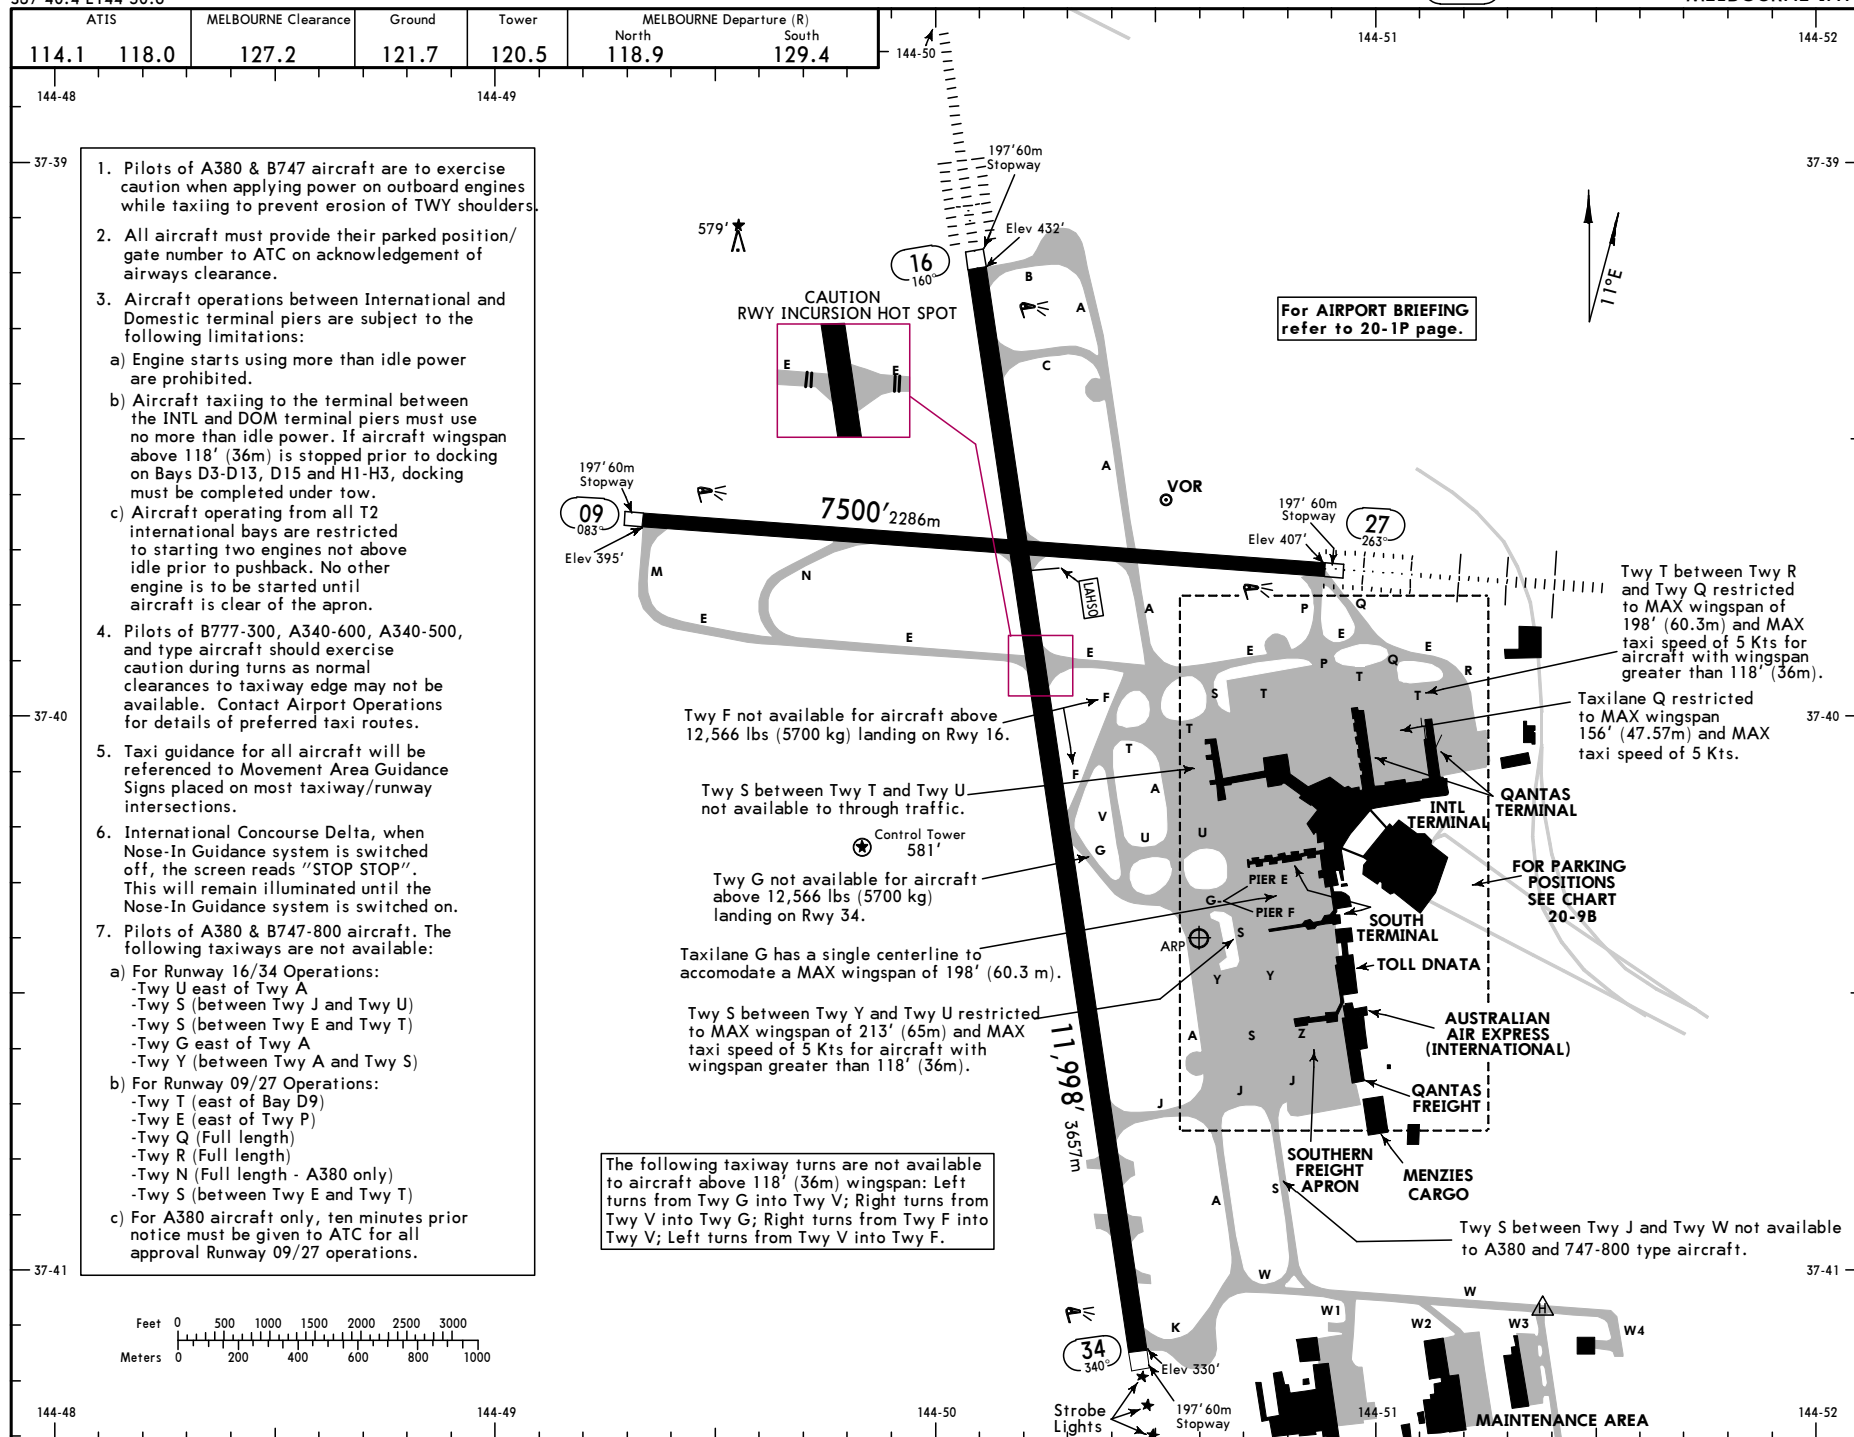 ATIS
114.1 118.0
MELBOURNE Clearance
127.2
Ground
121.7
Tower
120.5
MELBOURNE Departure (R)
North South
118.9 129.4
144-50
144-51
144-52
144-48
144-49
37-39
37-39
1. Pilots of A380 & B747 aircraft are to exercise
caution when applying power on outboard engines
while taxiing to prevent erosion of TWY shoulders.
2. All aircraft must provide their parked position/
gate number to ATC on acknowledgement of
airways clearance.
3. Aircraft operations between International and
Domestic terminal piers are subject to the
following limitations:
a) Engine starts using more than idle power
are prohibited.
b) Aircraft taxiing to the terminal between
the INTL and DOM terminal piers must use
no more than idle power. If aircraft wingspan
above 118' (36m) is stopped prior to docking
on Bays D3-D13, D15 and H1-H3, docking
must be completed under tow.
c) Aircraft operating from all T2
international bays are restricted
to starting two engines not above
idle prior to pushback. No other
engine is to be started until
aircraft is clear of the apron.
4. Pilots of B777-300, A340-600, A340-500,
and type aircraft should exercise
caution during turns as normal
clearances to taxiway edge may not be
available. Contact Airport Operations
for details of preferred taxi routes.
5. Taxi guidance for all aircraft will be
referenced to Movement Area Guidance
Signs placed on most taxiway/runway
intersections.
6. International Concourse Delta, when
Nose-In Guidance system is switched
off, the screen reads "STOP STOP".
This will remain illuminated until the
Nose-In Guidance system is switched on.
7. Pilots of A380 & B747-800 aircraft. The
following taxiways are not available:
a) For Runway 16/34 Operations:
-Twy U east of Twy A
-Twy S (between Twy J and Twy U)
-Twy S (between Twy E and Twy T)
-Twy G east of Twy A
-Twy Y (between Twy A and Twy S)
b) For Runway 09/27 Operations:
-Twy T (east of Bay D9)
-Twy E (east of Twy P)
-Twy Q (Full length)
-Twy R (Full length)
-Twy N (Full length - A380 only)
-Twy S (between Twy E and Twy T)
c) For A380 aircraft only, ten minutes prior
notice must be given to ATC for all
approval Runway 09/27 operations.
197'60m
Stopway
579'
Elev 432'
16
160°
B
A
C
A
11°E
CAUTION
RWY INCURSION HOT SPOT
E E
For AIRPORT BRIEFING
refer to 20-1P page.
197'60m
Stopway
09
083°
Elev 395'
7500' 2286m
VOR
197' 60m
Stopway
27
263°
Elev 407'
LAHSO
M
N
E
E
E
A
P
Q
E
E
E
P
Q
R
T
T
S
T
T
Twy T between Twy R
and Twy Q restricted
to MAX wingspan of
198' (60.3m) and MAX
taxi speed of 5 Kts for
aircraft with wingspan
greater than 118' (36m).
Taxilane Q restricted
to MAX wingspan
156' (47.57m) and MAX
taxi speed of 5 Kts.
37-40
37-40
Twy F not available for aircraft above
12,566 lbs (5700 kg) landing on Rwy 16.
F
F
T
A
V
U
U
G
Twy S between Twy T and Twy U
not available to through traffic.
Control Tower
581'
Twy G not available for aircraft
above 12,566 lbs (5700 kg)
landing on Rwy 34.
Taxilane G has a single centerline to
accomodate a MAX wingspan of 198' (60.3 m).
Twy S between Twy Y and Twy U restricted
to MAX wingspan of 213' (65m) and MAX
taxi speed of 5 Kts for aircraft with
wingspan greater than 118' (36m).
INTL
TERMINAL
QANTAS
TERMINAL
FOR PARKING
POSITIONS
SEE CHART
20-9B
PIER E
G-
PIER F
SOUTH
TERMINAL
ARP
S
Y
Y
TOLL DNATA
A
S
Z
AUSTRALIAN
AIR EXPRESS
(INTERNATIONAL)
J
J
J
QANTAS
FREIGHT
11,998' 3657m
SOUTHERN
FREIGHT
APRON
MENZIES
CARGO
The following taxiway turns are not available
to aircraft above 118' (36m) wingspan: Left
turns from Twy G into Twy V; Right turns from
Twy V into Twy G; Right turns from Twy F into
Twy V; Left turns from Twy V into Twy F.
A
S
Twy S between Twy J and Twy W not available
to A380 and 747-800 type aircraft.
37-41
37-41
W
W
H
W1
W2
W3
W4
K
34
340°
Elev 330'
197'60m
Stopway
Strobe
Lights
MAINTENANCE AREA
Feet 0 500 1000 1500 2000 2500 3000
Meters 0 200 400 600 800 1000
144-48
144-49
144-50
144-51
144-52